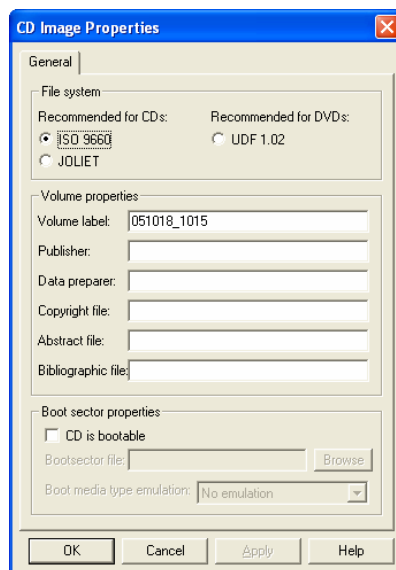 CD Image Properties
General
File system
Recommended for CDs: Recommended for DVDs:
ISO 9660 UDF 1.02
JOLIET
Volume properties
Volume label: 051018_1015
Publisher:
Data preparer:
Copyright file:
Abstract file:
Bibliographic file:
Boot sector properties
CD is bootable
Bootsector file: Browse
Boot media type emulation: No emulation
OK Cancel Apply Help